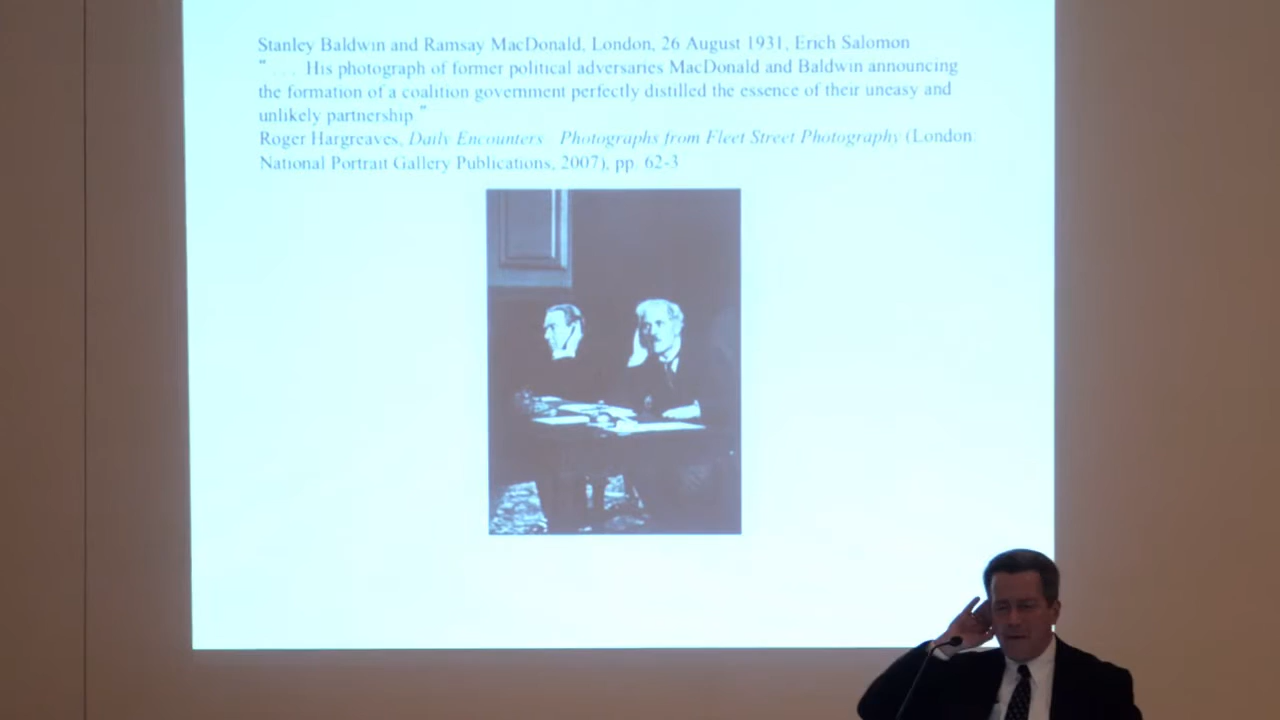 Stanley Baldwin and Ramsay MacDonald, London, 26 August 1931, Erich Salomon
" . . . His photograph of former political adversaries MacDonald and Baldwin announcing
the formation of a coalition government perfectly distilled the essence of their uneasy and
unlikely partnership "
Roger Hargreaves, Daily Encounters Photographs from Fleet Street Photography (London
National Portrait Gallery Publications, 2007), pp. 62-3